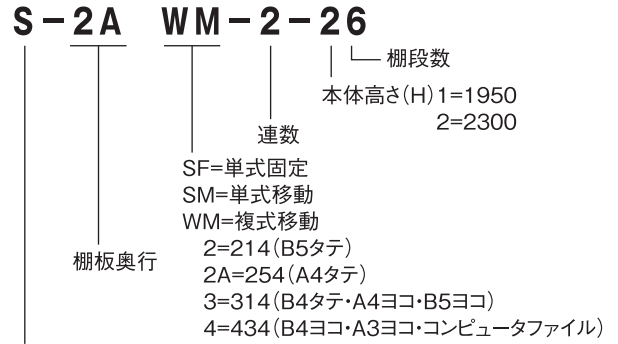 S-2A WM-2-26
棚段数
本体高さ(H)1=1950
2=2300
連数
SF=単式固定
SM=単式移動
WM=複式移動
棚板奥行
2=214(B5タテ)
2A=254(A4タテ)
3=314(B4タテ・A4ヨコ・B5ヨコ)
4=434(B4ヨコ・A3ヨコ・コンピュータファイル)